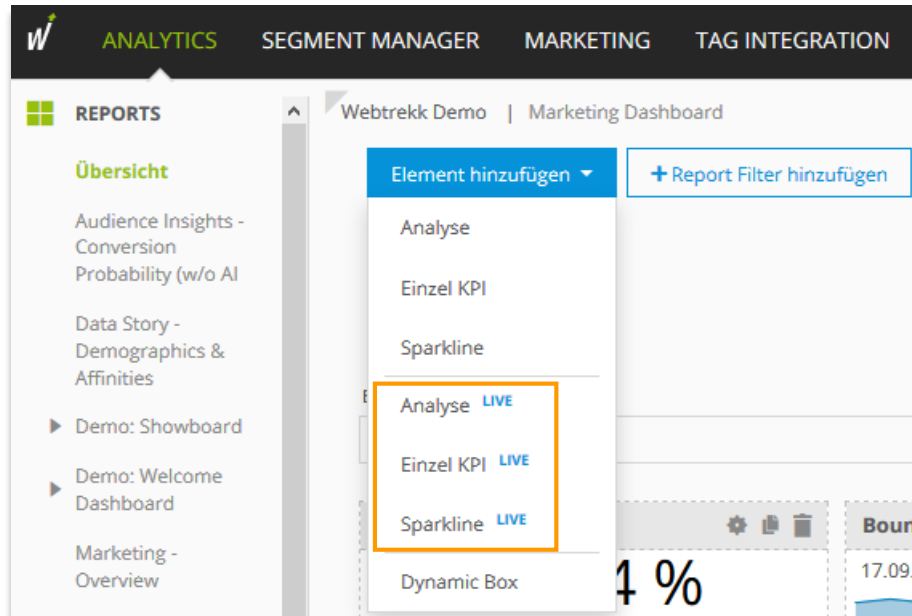 ANALYTICS SEGMENT MANAGER MARKETING TAG INTEGRATION
REPORTS
Übersicht
Audience Insights -
Conversion
Probability (w/o AI
Data Story -
Demographics &
Affinities
Demo: Showboard
Demo: Welcome
Dashboard
Marketing -
Overview
Webtrekk Demo | Marketing Dashboard
Element hinzufügen
+ Report Filter hinzufügen
Analyse
Einzel KPI
Sparkline
Analyse LIVE
Einzel KPI LIVE
Sparkline LIVE
Dynamic Box
4 %
17.09.